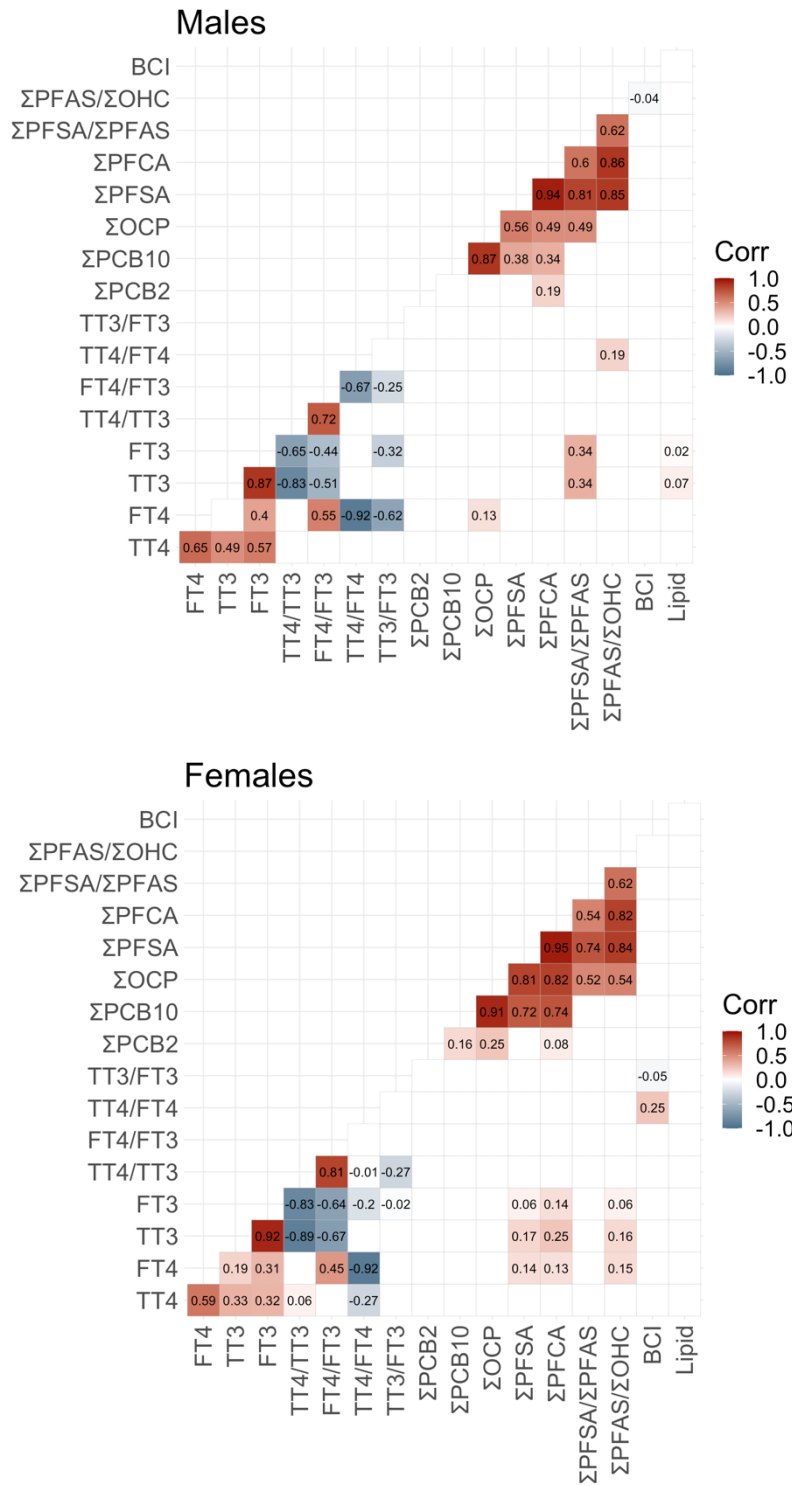 Males
BCI
ΣPFAS/ΣOHC -0.04
ΣPFSA/ΣPFAS 0.62
ΣPFCA 0.6 0.86
ΣPFSA 0.94 0.81 0.85
ΣOCP 0.56 0.49 0.49
ΣPCB10 0.87 0.38 0.34
ΣPCB2 0.19
TT3/FT3
TT4/FT4 0.19
FT4/FT3 -0.67 -0.25
TT4/TT3 0.72
FT3 -0.65 -0.44 -0.32 0.34 0.02
TT3 0.87 -0.83 -0.51 0.34 0.07
FT4 0.4 0.55 -0.92 -0.62 0.13
TT4 0.65 0.49 0.57
FT4 TT3 FT3 TT4/TT3 FT4/FT3 TT4/FT4 TT3/FT3 ΣPCB2 ΣPCB10 ΣOCP ΣPFSA ΣPFCA ΣPFSA/ΣPFAS ΣPFAS/ΣOHC BCI Lipid
Corr
1.0
0.5
0.0
-0.5
-1.0
Females
BCI
ΣPFAS/ΣOHC
ΣPFSA/ΣPFAS 0.62
ΣPFCA 0.54 0.82
ΣPFSA 0.95 0.74 0.84
ΣOCP 0.81 0.82 0.52 0.54
ΣPCB10 0.91 0.72 0.74
ΣPCB2 0.16 0.25 0.08
TT3/FT3 -0.05
TT4/FT4 0.25
FT4/FT3
TT4/TT3 0.81 -0.01 -0.27
FT3 -0.83 -0.64 -0.2 -0.02 0.06 0.14 0.06
TT3 0.92 -0.89 -0.67 0.17 0.25 0.16
FT4 0.19 0.31 0.45 -0.92 0.14 0.13 0.15
TT4 0.59 0.33 0.32 0.06 -0.27
FT4 TT3 FT3 TT4/TT3 FT4/FT3 TT4/FT4 TT3/FT3 ΣPCB2 ΣPCB10 ΣOCP ΣPFSA ΣPFCA ΣPFSA/ΣPFAS ΣPFAS/ΣOHC BCI Lipid
Corr
1.0
0.5
0.0
-0.5
-1.0